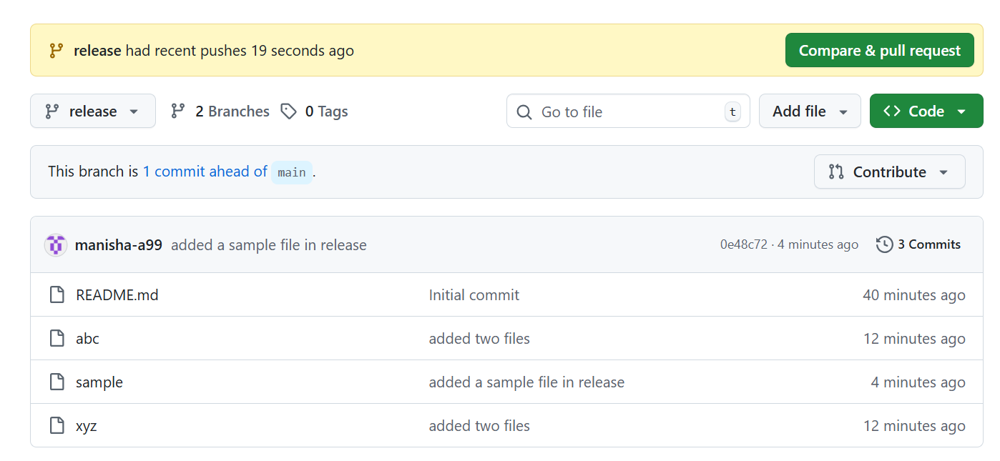 release had recent pushes 19 seconds ago Compare & pull request
release 2 Branches 0 Tags Go to file t Add file <> Code
This branch is 1 commit ahead of main . Contribute
manisha-a99 added a sample file in release 0e48c72 · 4 minutes ago 3 Commits
README.md Initial commit 40 minutes ago
abc added two files 12 minutes ago
sample added a sample file in release 4 minutes ago
xyz added two files 12 minutes ago